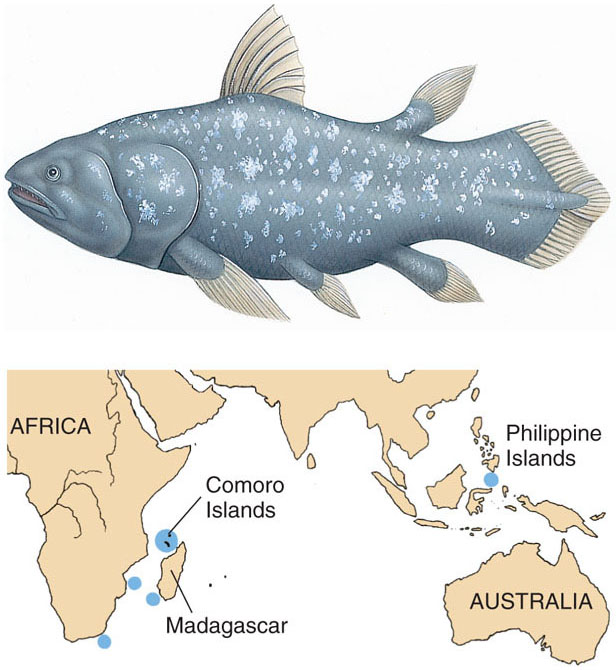 AFRICA
Philippine
Islands
Comoro
Islands
Madagascar
AUSTRALIA